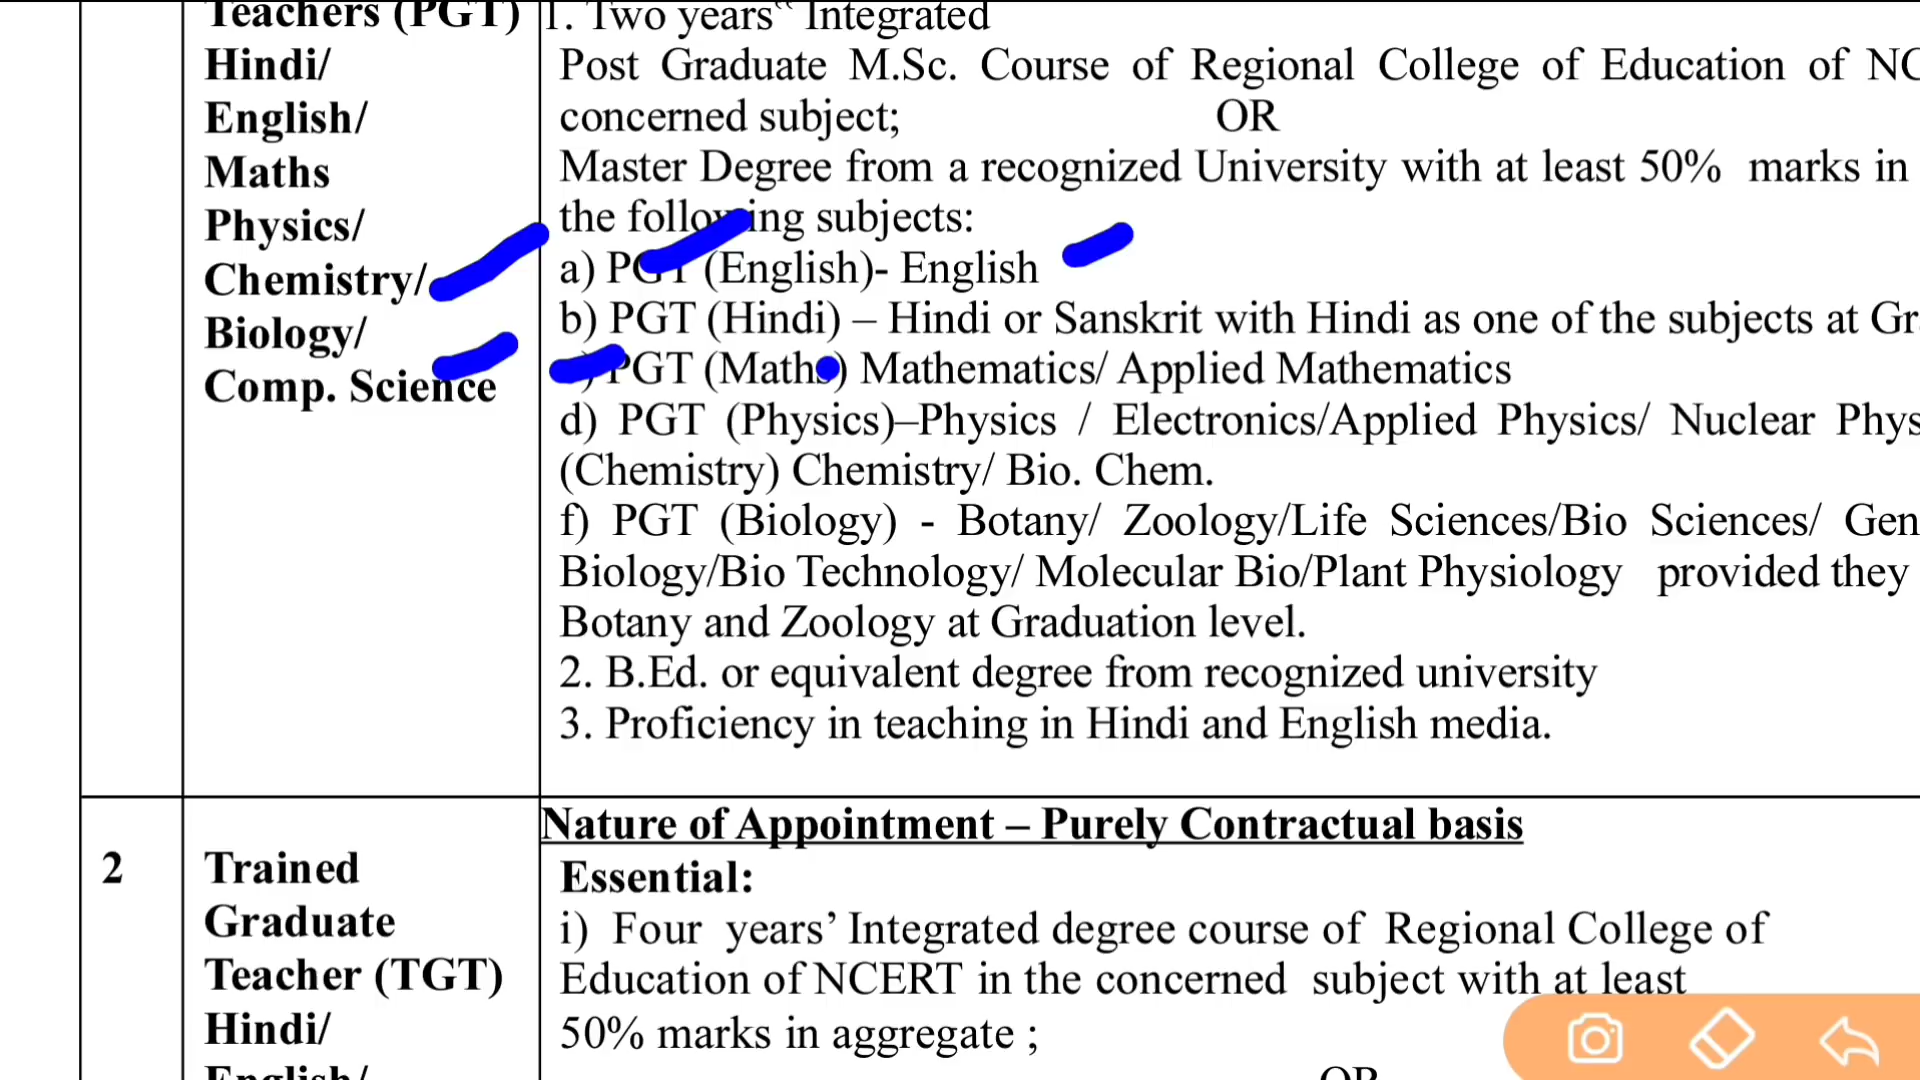 Teachers (PGT)
Hindi/
English/
Maths
Physics/
Chemistry/
Biology/
Comp. Science
1. Two years‟ Integrated
Post Graduate M.Sc. Course of Regional College of Education of
concerned subject; OR
Master Degree from a recognized University with at least 50% marks in
the following subjects:
a) PGT (English)- English
b) PGT (Hindi) – Hindi or Sanskrit with Hindi as one of the subjects at
) PGT (Maths) Mathematics/ Applied Mathematics
d) PGT (Physics)–Physics / Electronics/Applied Physics/ Nuclear
(Chemistry) Chemistry/ Bio. Chem.
f) PGT (Biology) - Botany/ Zoology/Life Sciences/Bio Sciences/
Biology/Bio Technology/ Molecular Bio/Plant Physiology provided they
Botany and Zoology at Graduation level.
2. B.Ed. or equivalent degree from recognized university
3. Proficiency in teaching in Hindi and English media.
2
Trained
Graduate
Teacher (TGT)
Hindi/
English/
Nature of Appointment – Purely Contractual basis
Essential:
i) Four years’ Integrated degree course of Regional College of
Education of NCERT in the concerned subject with at least
50% marks in aggregate ;
OR